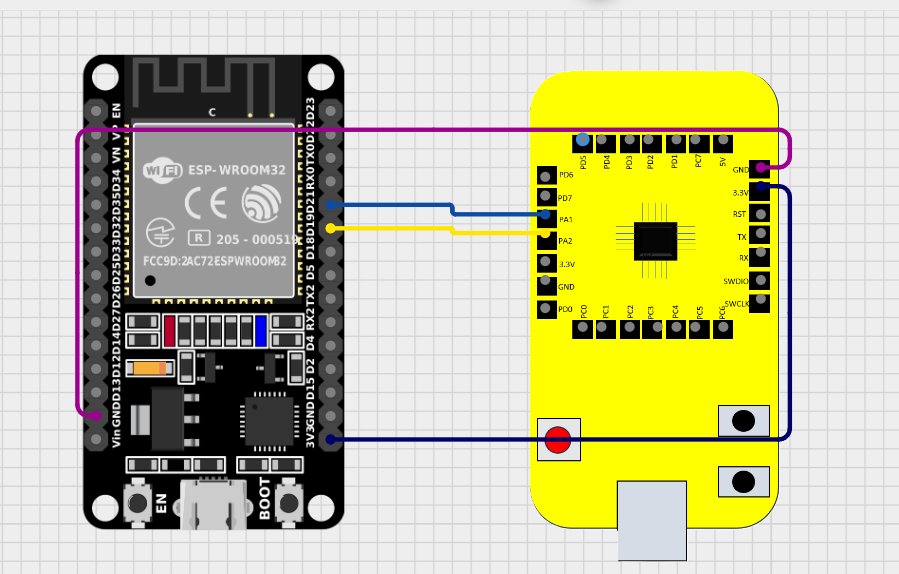 C
EN
VP
VN
D34
D35
D32
D33
D25
D26
D27
D14
D12
D13
GND
Vin
WiFi
ESP-WROOM32
CE
R 205 - 000519
FCC9D:2AC72ESPWROOM32
D23
D22
TX0
RX0
D21
D19
D18
D5
TX2
RX2
D4
D2
D15
GND
3V3
EN
BOOT
PD5 PD4 PD3 PD2 PD1 PC7 5V
PD6
PD7
PA1
PA2
3.3V
GND
PD0
GND
3.3V
RST
TX
RX
SWDIO
SWCLK
PC0 PC1 PC2 PC3 PC4 PC5 PC6